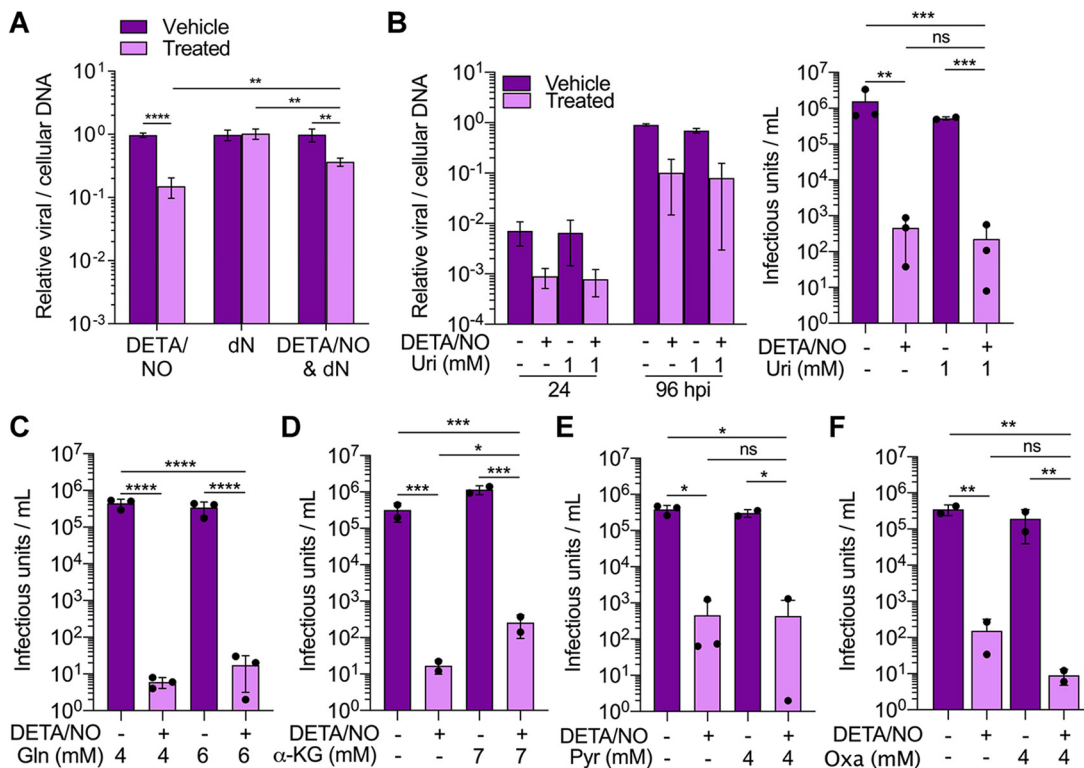 A
Vehicle
Treated
Relative viral / cellular DNA
10^1
10^0
10^-1
10^-2
10^-3
****
**
**
**
DETA/
NO
dN
DETA/NO
& dN
B
Vehicle
Treated
Relative viral / cellular DNA
10^1
10^0
10^-1
10^-2
10^-3
10^-4
DETA/NO - + - + - + - +
Uri (mM) - - 1 1 - - 1 1
24 96 hpi
***
ns
** ***
Infectious units / mL
10^7
10^6
10^5
10^4
10^3
10^2
10^1
10^0
DETA/NO - + - +
Uri (mM) - - 1 1
C
****
**** ****
Infectious units / mL
10^7
10^6
10^5
10^4
10^3
10^2
10^1
10^0
DETA/NO - + - +
Gln (mM) 4 4 6 6
D
***
*
*** ***
Infectious units / mL
10^7
10^6
10^5
10^4
10^3
10^2
10^1
10^0
DETA/NO - + - +
α-KG (mM) - - 7 7
E
*
ns
* *
Infectious units / mL
10^7
10^6
10^5
10^4
10^3
10^2
10^1
10^0
DETA/NO - + - +
Pyr (mM) - - 4 4
F
**
ns
** **
Infectious units / mL
10^7
10^6
10^5
10^4
10^3
10^2
10^1
10^0
DETA/NO - + - +
Oxa (mM) - - 4 4